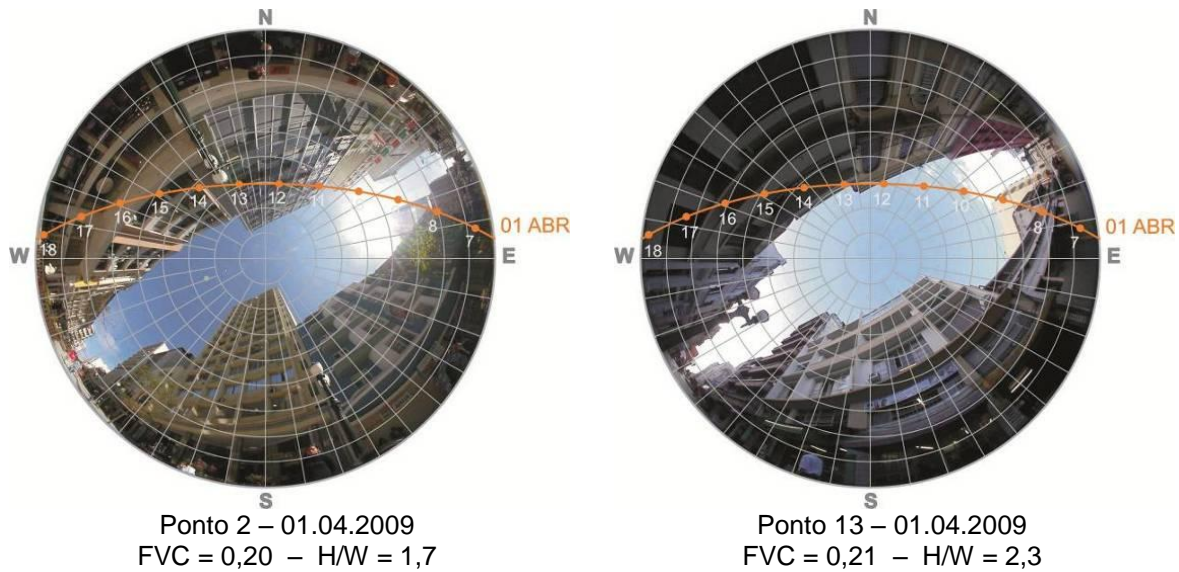 N
13 12 11
14
15
16
17
18
8
7
01 ABR
W
E
S
Ponto 2 – 01.04.2009
FVC = 0,20 – H/W = 1,7
N
13 12 11
14 10
15
16
17
18
8
7
01 ABR
W
E
S
Ponto 13 – 01.04.2009
FVC = 0,21 – H/W = 2,3